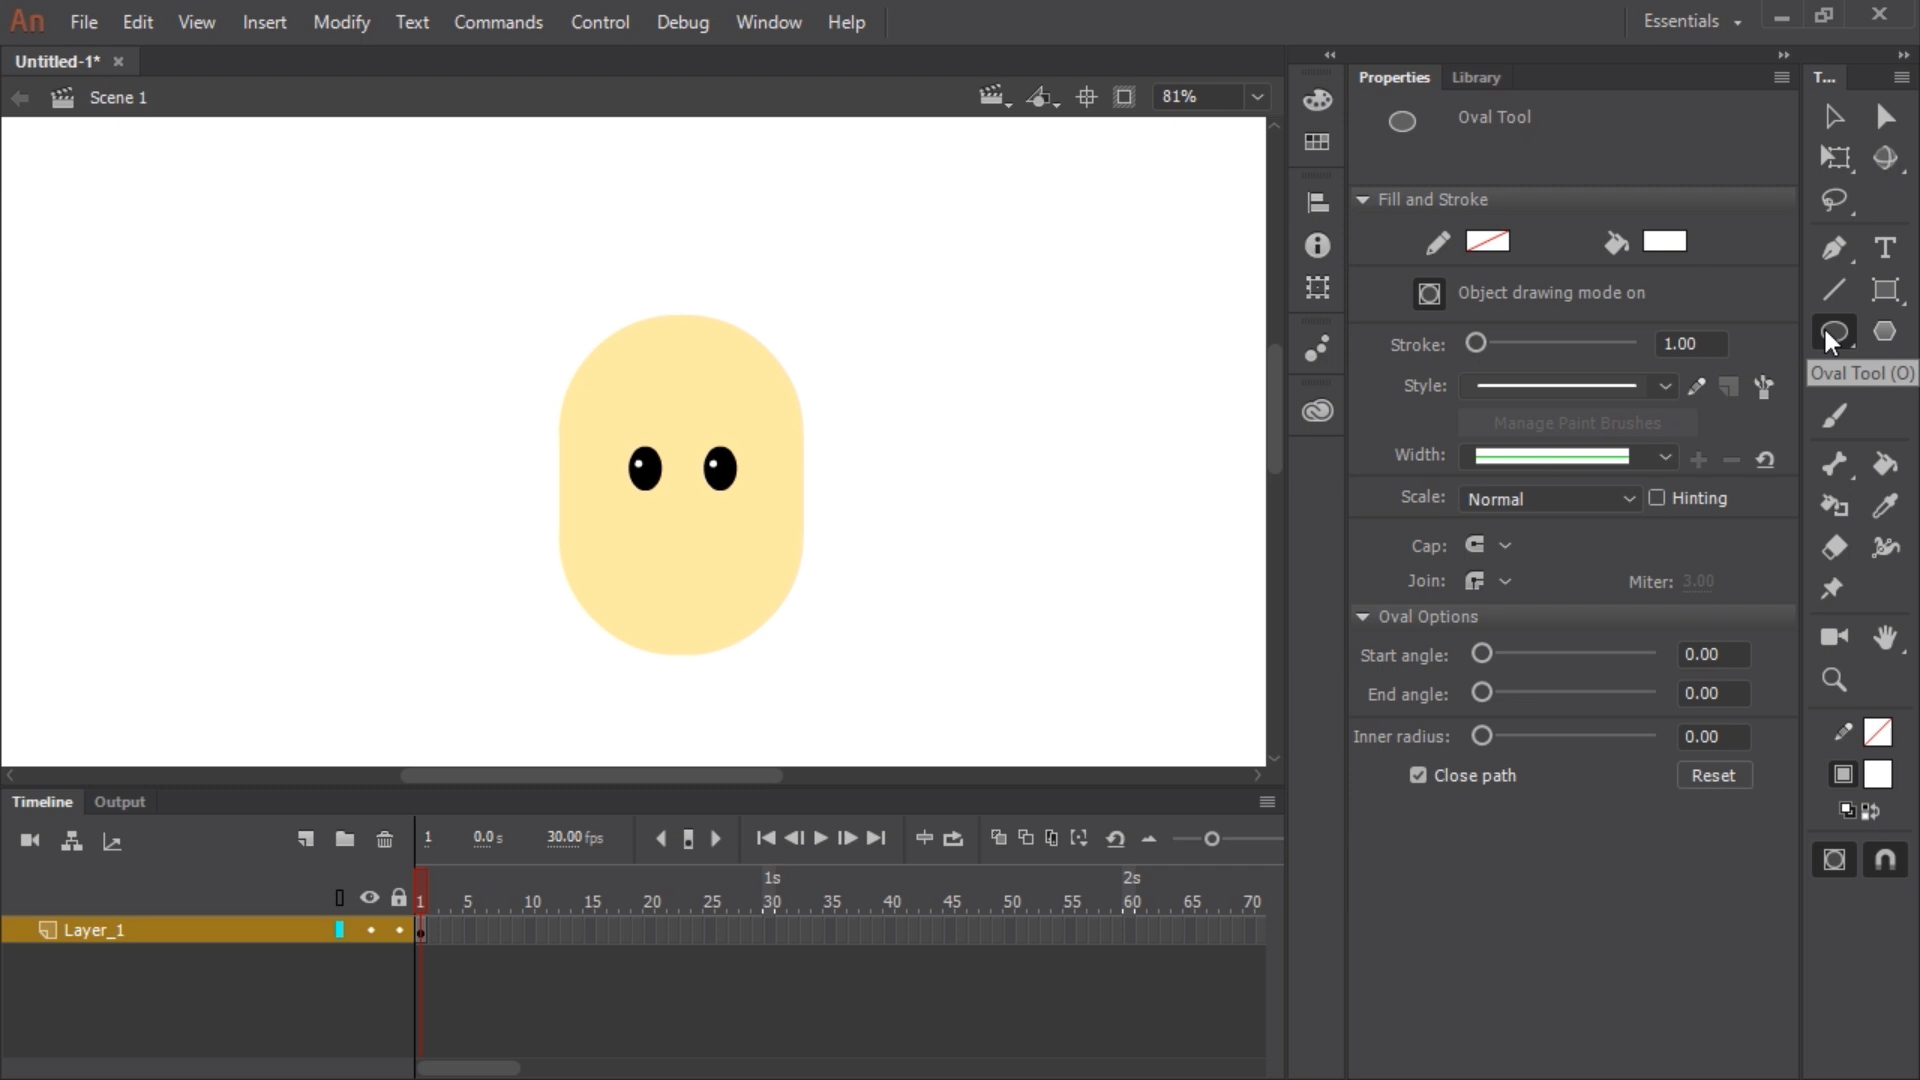 An File Edit View Insert Modify Text Commands Control Debug Window Help Essentials
Untitled-1* Properties Library T...
Scene 1 81%
Oval Tool
Fill and Stroke
Object drawing mode on
Stroke: 1.00
Oval Tool (O)
Style:
Manage Paint Brushes
Width:
Scale: Normal Hinting
Cap:
Join: Miter: 3.00
Oval Options
Start angle: 0.00
End angle: 0.00
Inner radius: 0.00
Close path Reset
Timeline Output
1 0.0 s 30.00 fps
1s 2s
1 5 10 15 20 25 30 35 40 45 50 55 60 65 70
Layer_1